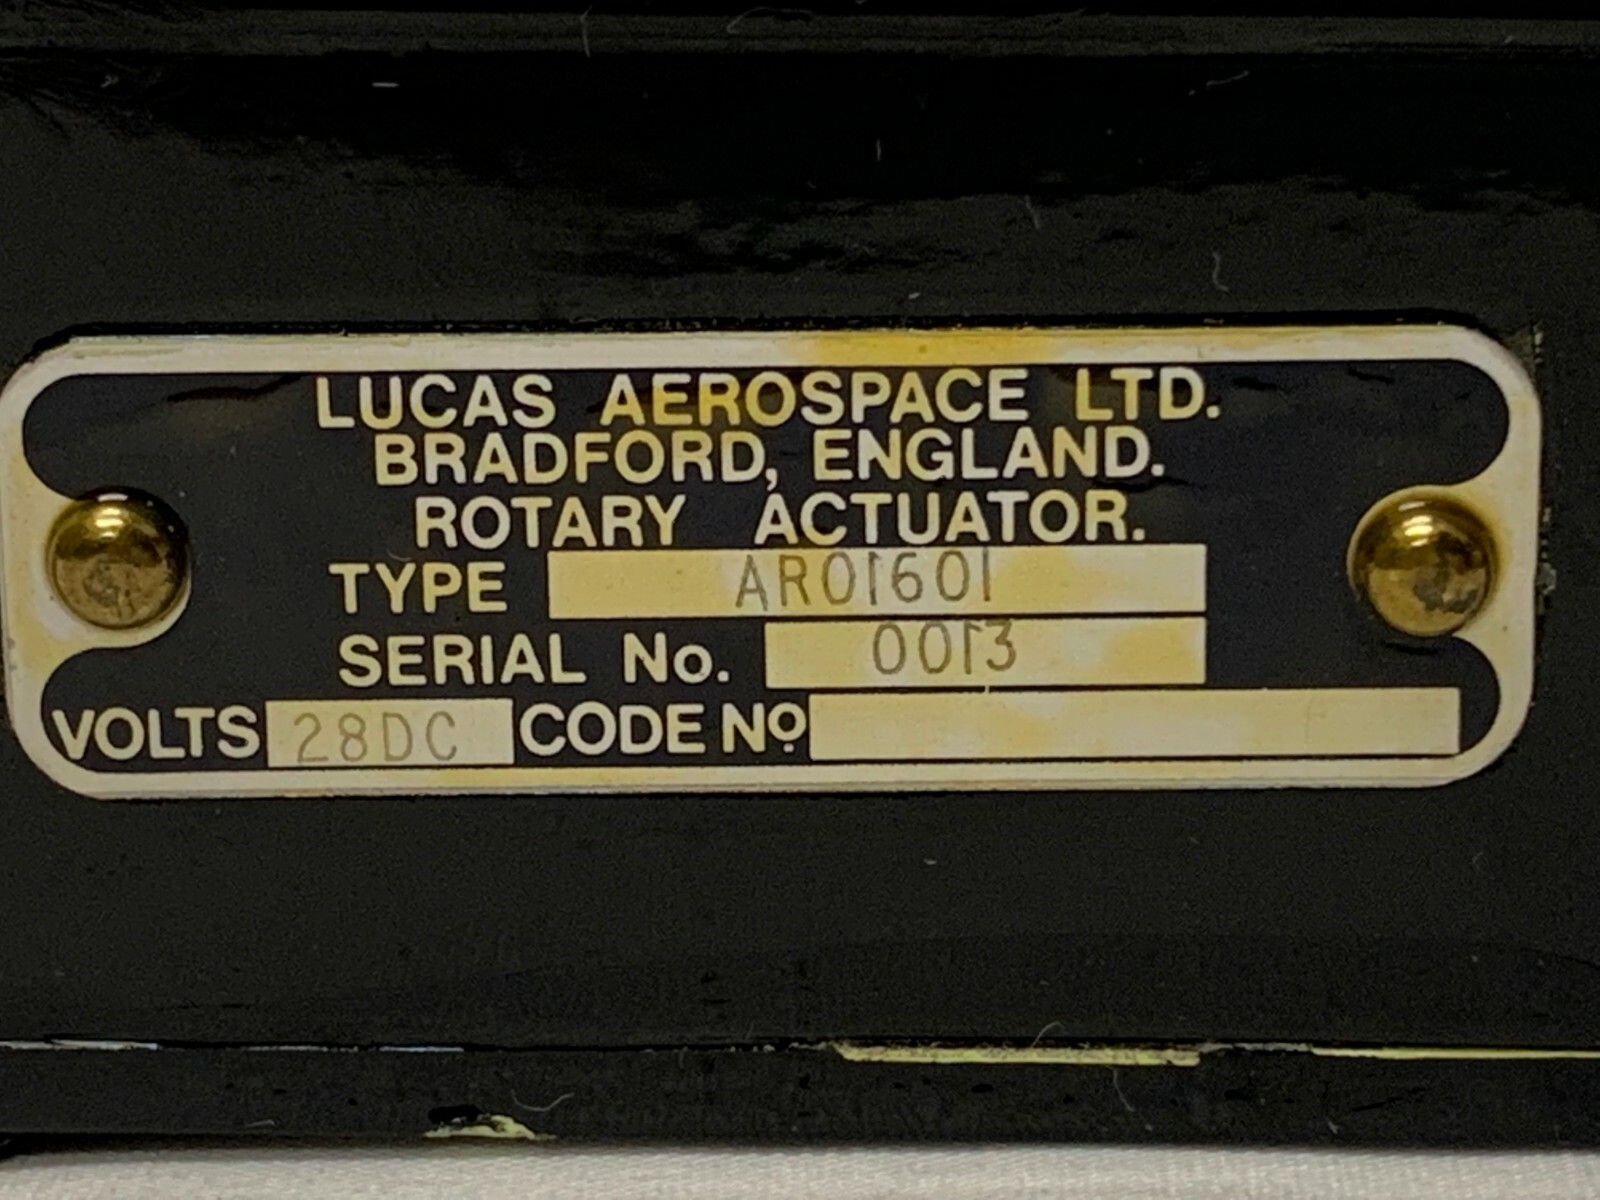 LUCAS AEROSPACE LTD.
BRADFORD, ENGLAND.
ROTARY ACTUATOR.
TYPE AR01601
SERIAL No. 0013
VOLTS 28DC CODE Nº